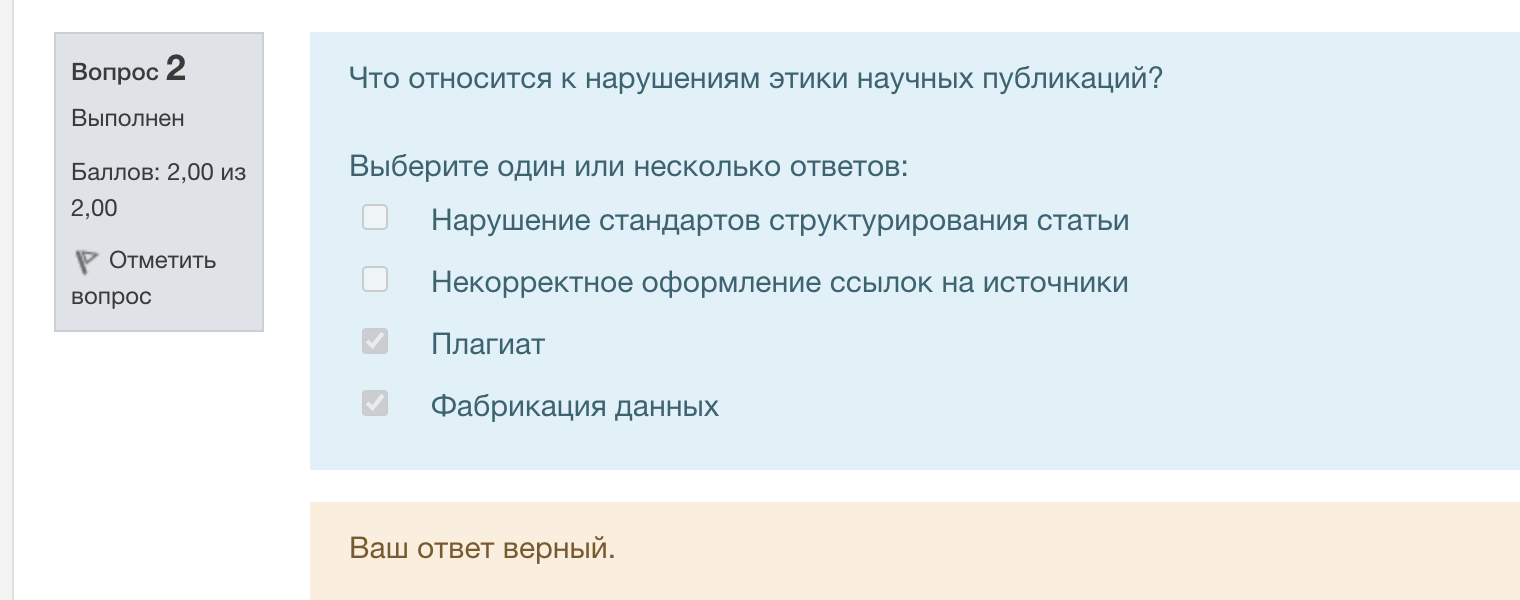 Вопрос 2
Выполнен
Баллов: 2,00 из
2,00
Отметить
вопрос
Что относится к нарушениям этики научных публикаций?
Выберите один или несколько ответов:
Нарушение стандартов структурирования статьи
Некорректное оформление ссылок на источники
Плагиат
Фабрикация данных
Ваш ответ верный.